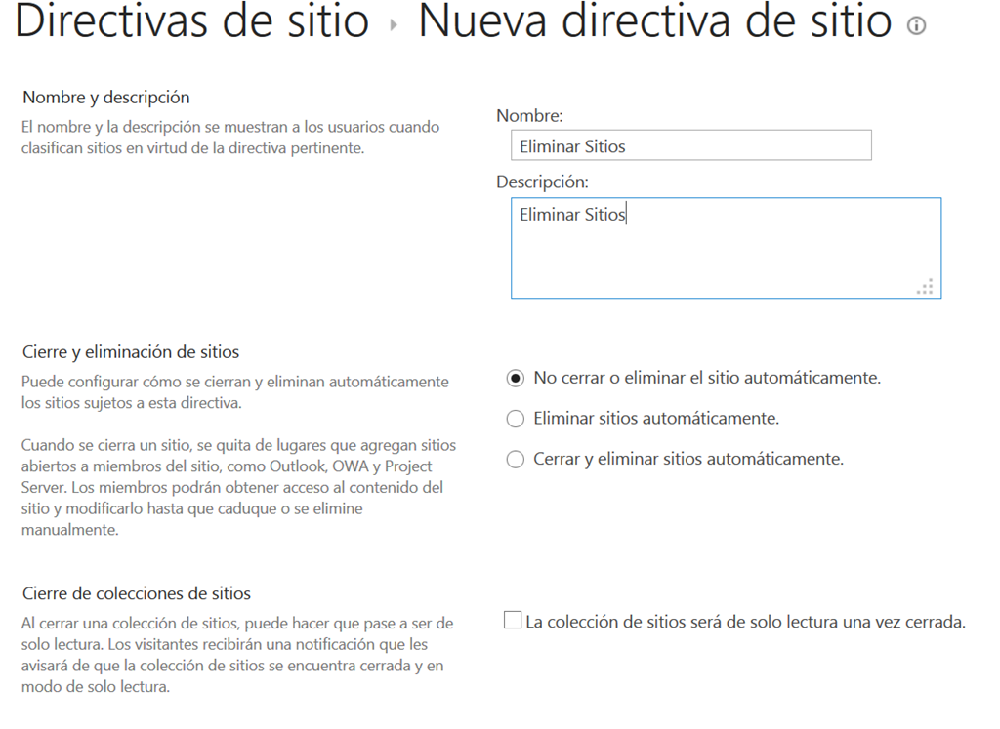 Directivas de sitio ▸ Nueva directiva de sitio
Nombre y descripción
El nombre y la descripción se muestran a los usuarios cuando
clasifican sitios en virtud de la directiva pertinente.
Nombre:
Eliminar Sitios
Descripción:
Eliminar Sitios
Cierre y eliminación de sitios
Puede configurar cómo se cierran y eliminan automáticamente
los sitios sujetos a esta directiva.
Cuando se cierra un sitio, se quita de lugares que agregan sitios
abiertos a miembros del sitio, como Outlook, OWA y Project
Server. Los miembros podrán obtener acceso al contenido del
sitio y modificarlo hasta que caduque o se elimine
manualmente.
No cerrar o eliminar el sitio automáticamente.
Eliminar sitios automáticamente.
Cerrar y eliminar sitios automáticamente.
Cierre de colecciones de sitios
Al cerrar una colección de sitios, puede hacer que pase a ser de
solo lectura. Los visitantes recibirán una notificación que les
avisará de que la colección de sitios se encuentra cerrada y en
modo de solo lectura.
La colección de sitios será de solo lectura una vez cerrada.